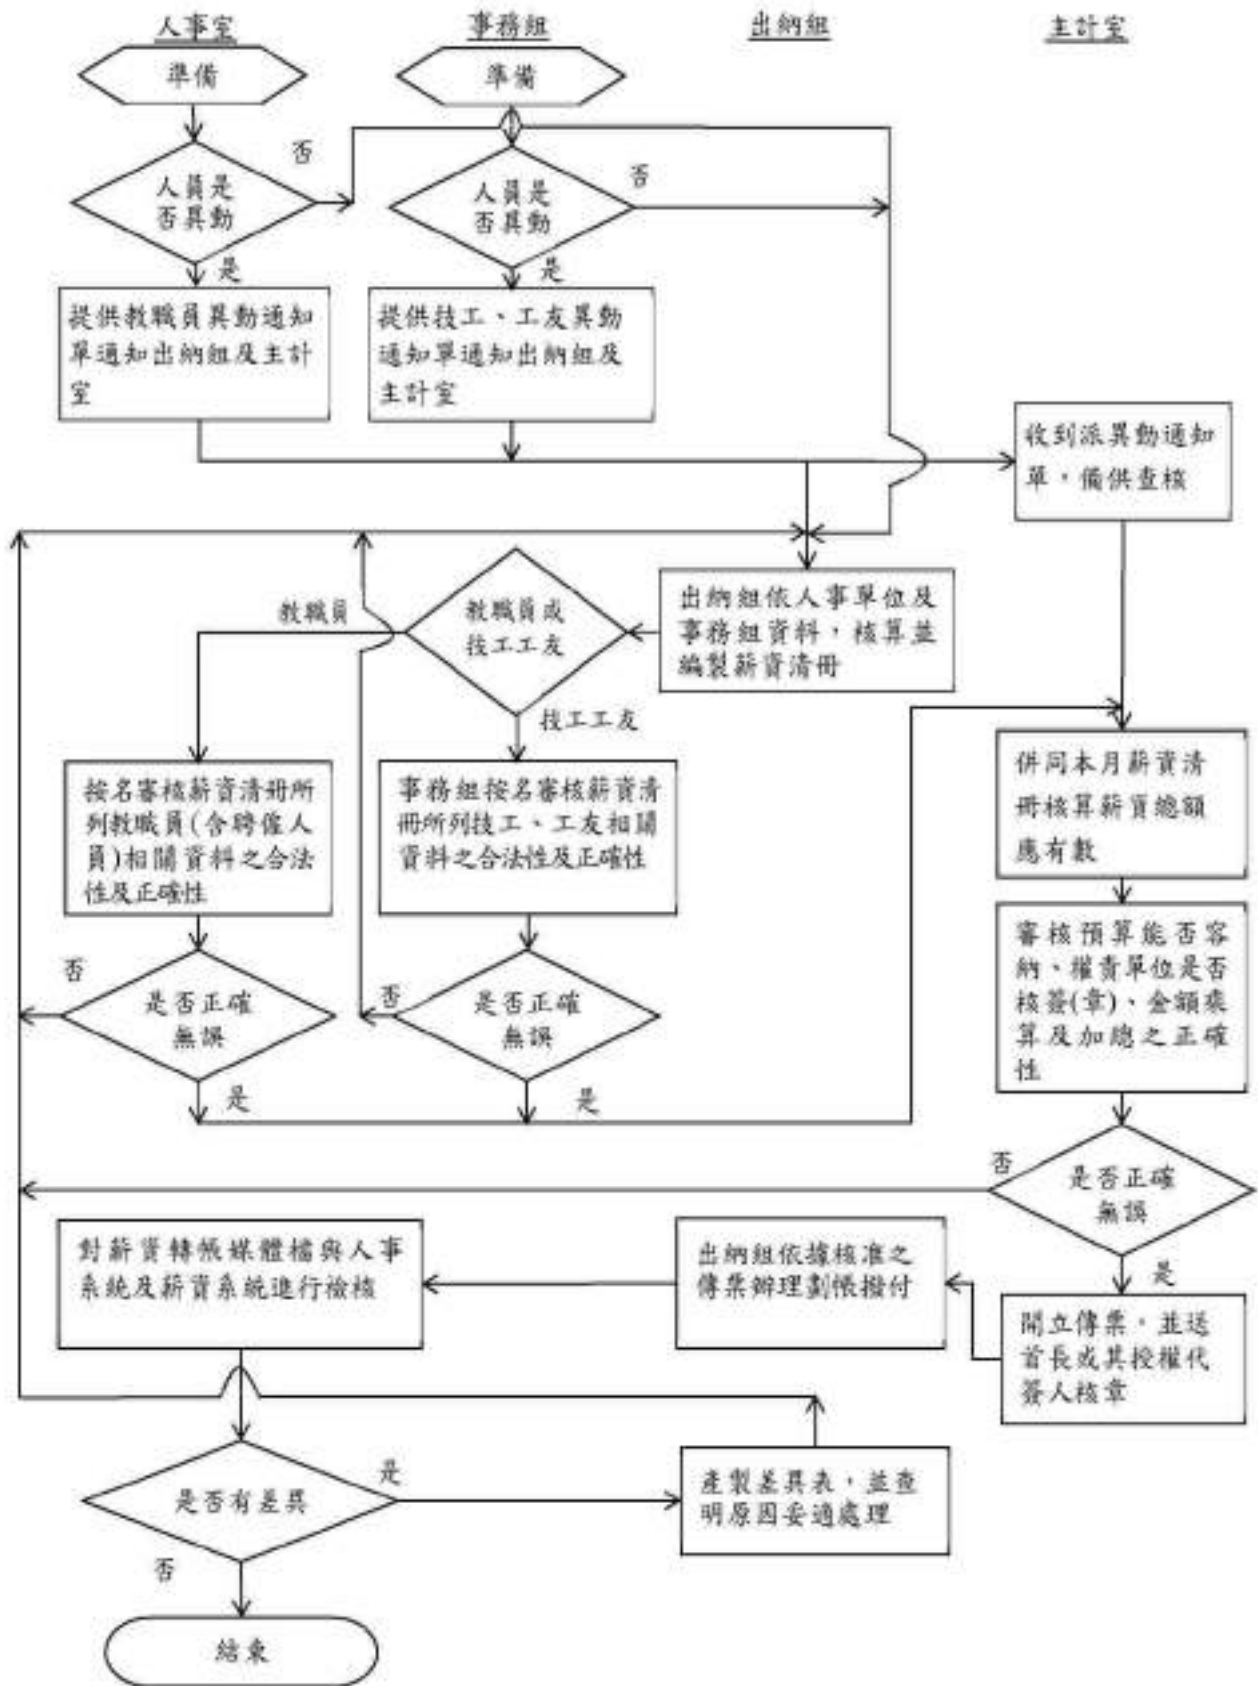 人事室
事務組
出納組
主計室
準備
準備
否
人員是
否異動
否
人員是
否異動
是
是
提供教職員異動通知
單通知出納組及主計
室
提供技工、工友異動
通知單通知出納組及
主計室
收到派異動通知
單，備供查核
教職員
教職員或
技工工友
出納組依人事單位及
事務組資料，核算並
編製薪資清冊
技工工友
按名審核薪資清冊所
列教職員(含聘僱人
員)相關資料之合法
性及正確性
事務組按名審核薪資清
冊所列技工、工友相關
資料之合法性及正確性
併同本月薪資清
冊核算薪資總額
應有數
審核預算能否容
納、權責單位是否
核簽(章)、金額乘
算及加總之正確
性
否
是否正確
無誤
否
是否正確
無誤
是
是
否
是否正確
無誤
是
對薪資轉帳媒體檔與人事
系統及薪資系統進行檢核
出納組依據核准之
傳票辦理劃帳撥付
開立傳票，並送
首長或其授權代
簽人核章
是否有差異
是
產製差異表，並查
明原因妥適處理
否
結束